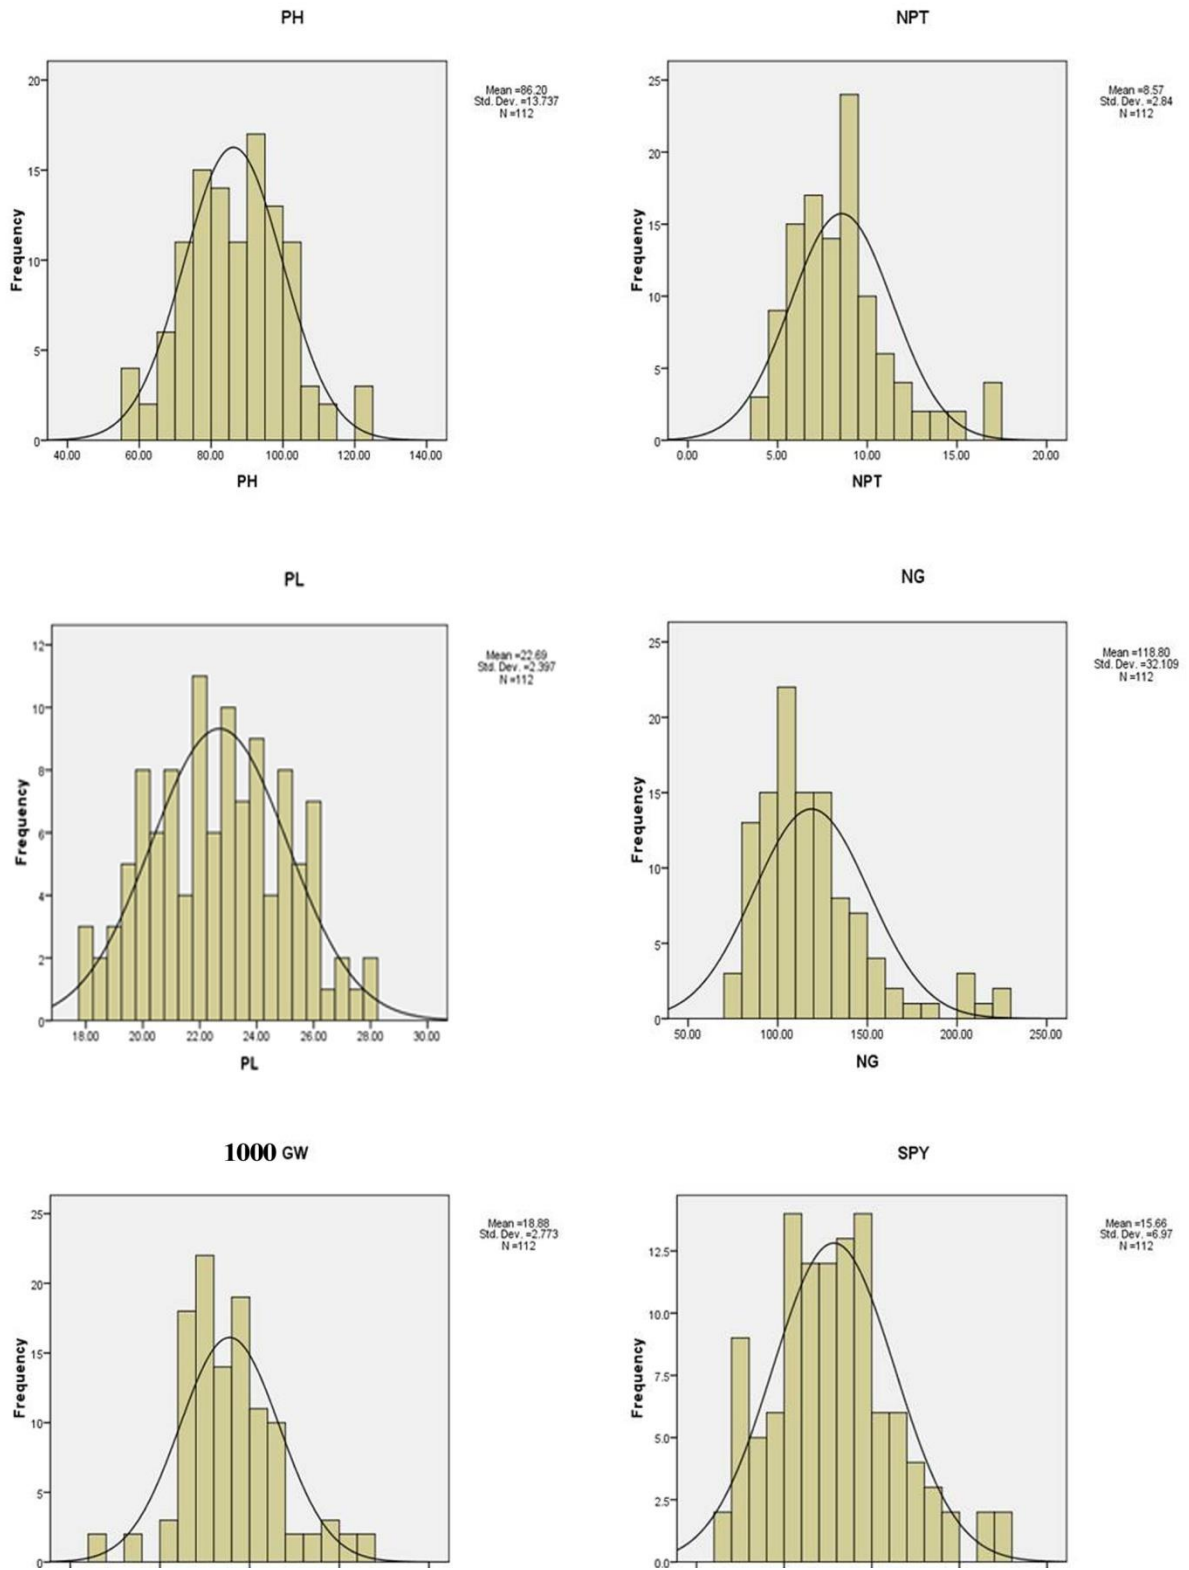 PH
20
15
10
5
0
Frequency
40.00 60.00 80.00 100.00 120.00 140.00
PH
Mean =86.20
Std. Dev. =13.737
N =112
NPT
25
20
15
10
5
0
Frequency
0.00 5.00 10.00 15.00 20.00
NPT
Mean =8.57
Std. Dev. =2.84
N =112
PL
12
10
8
6
4
2
0
Frequency
18.00 20.00 22.00 24.00 26.00 28.00 30.00
PL
Mean =22.69
Std. Dev. =2.397
N =112
NG
25
20
15
10
5
0
Frequency
50.00 100.00 150.00 200.00 250.00
NG
Mean =118.80
Std. Dev. =32.109
N =112
1000 GW
25
20
15
10
5
0
Frequency
Mean =18.88
Std. Dev. =2.773
N =112
SPY
12.5
10.0
7.5
5.0
2.5
0.0
Frequency
Mean =15.66
Std. Dev. =6.97
N =112